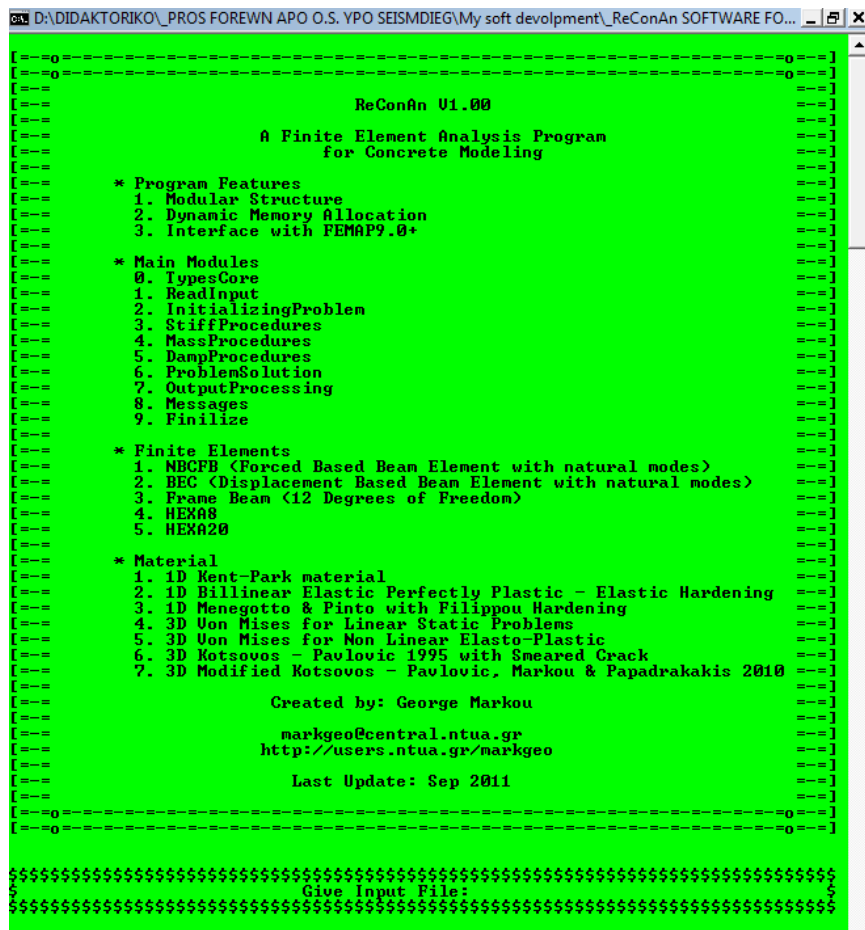 D:\DIDAKTORIKO\_PROS FOREWN APO O.S. YPO SEISMDIEG\My soft devolpment\_ReConAn SOFTWARE FO...
ReConAn V1.00
A Finite Element Analysis Program
for Concrete Modeling
* Program Features
1. Modular Structure
2. Dynamic Memory Allocation
3. Interface with FEMAP9.0+
* Main Modules
0. TypesCore
1. ReadInput
2. InitializingProblem
3. StiffProcedures
4. MassProcedures
5. DampProcedures
6. ProblemSolution
7. OutputProcessing
8. Messages
9. Finilize
* Finite Elements
1. NBCFB (Forced Based Beam Element with natural modes)
2. BEC (Displacement Based Beam Element with natural modes)
3. Frame Beam (12 Degrees of Freedom)
4. HEXA8
5. HEXA20
* Material
1. 1D Kent-Park material
2. 1D Billinear Elastic Perfectly Plastic - Elastic Hardening
3. 1D Menegotto & Pinto with Filippou Hardening
4. 3D Von Mises for Linear Static Problems
5. 3D Von Mises for Non Linear Elasto-Plastic
6. 3D Kotsovos - Pavlovic 1995 with Smeared Crack
7. 3D Modified Kotsovos - Pavlovic, Markou & Papadrakakis 2010
Created by: George Markou
markgeo@central.ntua.gr
http://users.ntua.gr/markgeo
Last Update: Sep 2011
Give Input File: